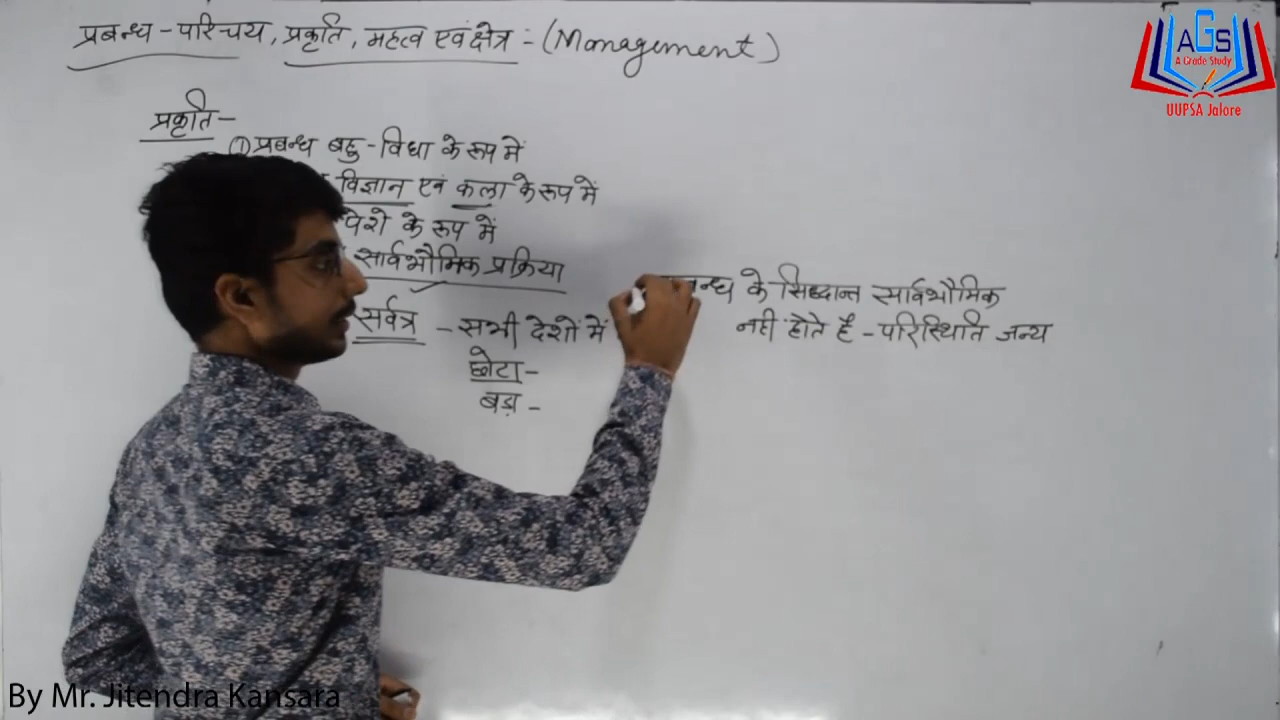 प्रबन्ध - परिचय, प्रकृति, महत्व एवं क्षेत्र :- (Management)
AGS
A Grade Study
UUPSA Jalore
प्रकृति -
① प्रबन्ध बहु - विधा के रूप में
विज्ञान एवं कला के रूप में
पेशे के रूप में
सार्वभौमिक प्रक्रिया
के सिद्धान्त सार्वभौमिक
सर्वत्र - सभी देशों में
नहीं होते है - परिस्थिति जन्य
छोटा -
बड़ा -
By Mr. Jitendra Kansara